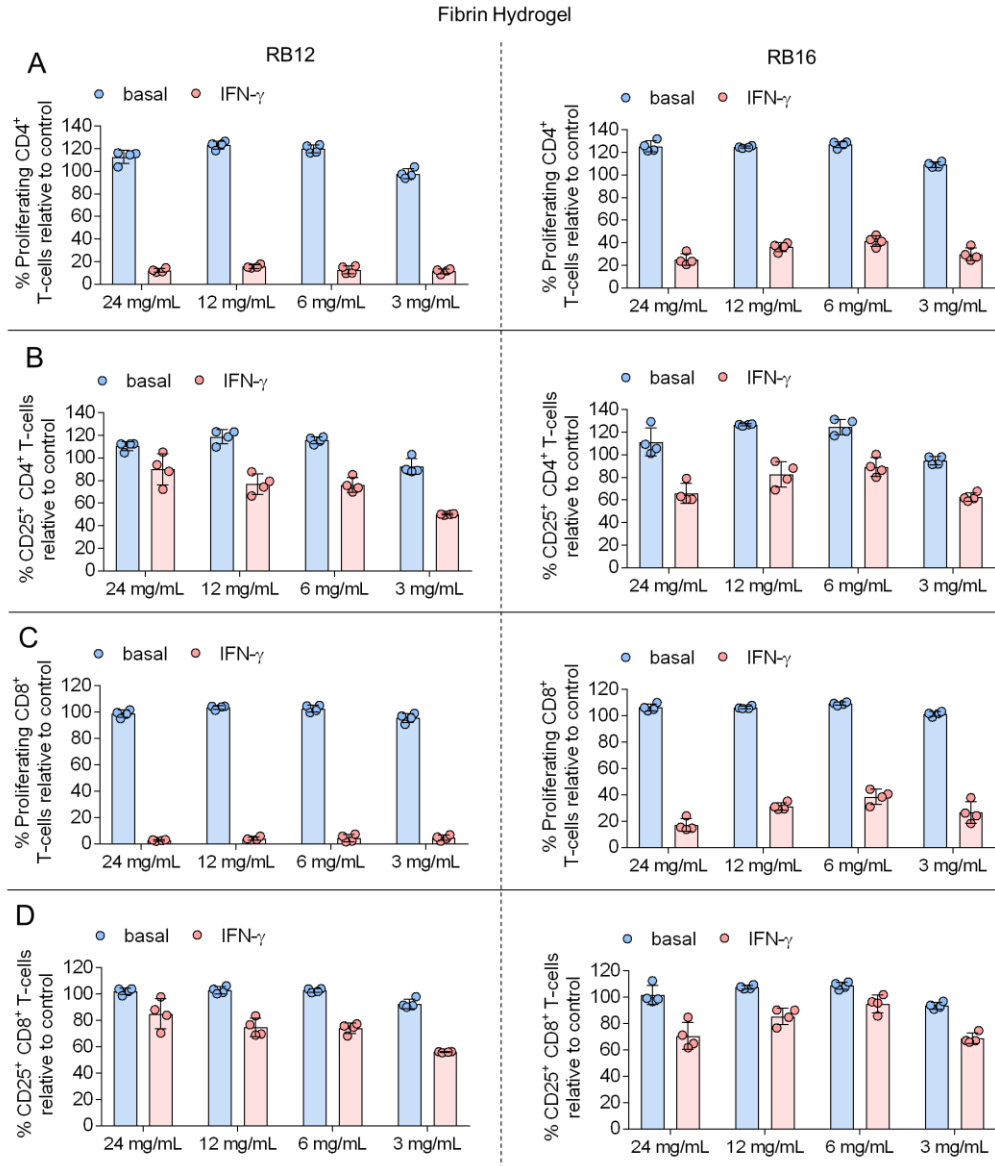 Fibrin Hydrogel
RB12
RB16
A
basal
IFN-γ
% Proliferating CD4⁺
T-cells relative to control
140
120
100
80
60
40
20
0
24 mg/mL
12 mg/mL
6 mg/mL
3 mg/mL
basal
IFN-γ
% Proliferating CD4⁺
T-cells relative to control
140
120
100
80
60
40
20
0
24 mg/mL
12 mg/mL
6 mg/mL
3 mg/mL
B
basal
IFN-γ
% CD25⁺ CD4⁺ T-cells
relative to control
140
120
100
80
60
40
20
0
24 mg/mL
12 mg/mL
6 mg/mL
3 mg/mL
basal
IFN-γ
% CD25⁺ CD4⁺ T-cells
relative to control
140
120
100
80
60
40
20
0
24 mg/mL
12 mg/mL
6 mg/mL
3 mg/mL
C
basal
IFN-γ
% Proliferating CD8⁺
T-cells relative to control
120
100
80
60
40
20
0
24 mg/mL
12 mg/mL
6 mg/mL
3 mg/mL
basal
IFN-γ
% Proliferating CD8⁺
T-cells relative to control
120
100
80
60
40
20
0
24 mg/mL
12 mg/mL
6 mg/mL
3 mg/mL
D
basal
IFN-γ
% CD25⁺ CD8⁺ T-cells
relative to control
120
100
80
60
40
20
0
24 mg/mL
12 mg/mL
6 mg/mL
3 mg/mL
basal
IFN-γ
% CD25⁺ CD8⁺ T-cells
relative to control
120
100
80
60
40
20
0
24 mg/mL
12 mg/mL
6 mg/mL
3 mg/mL